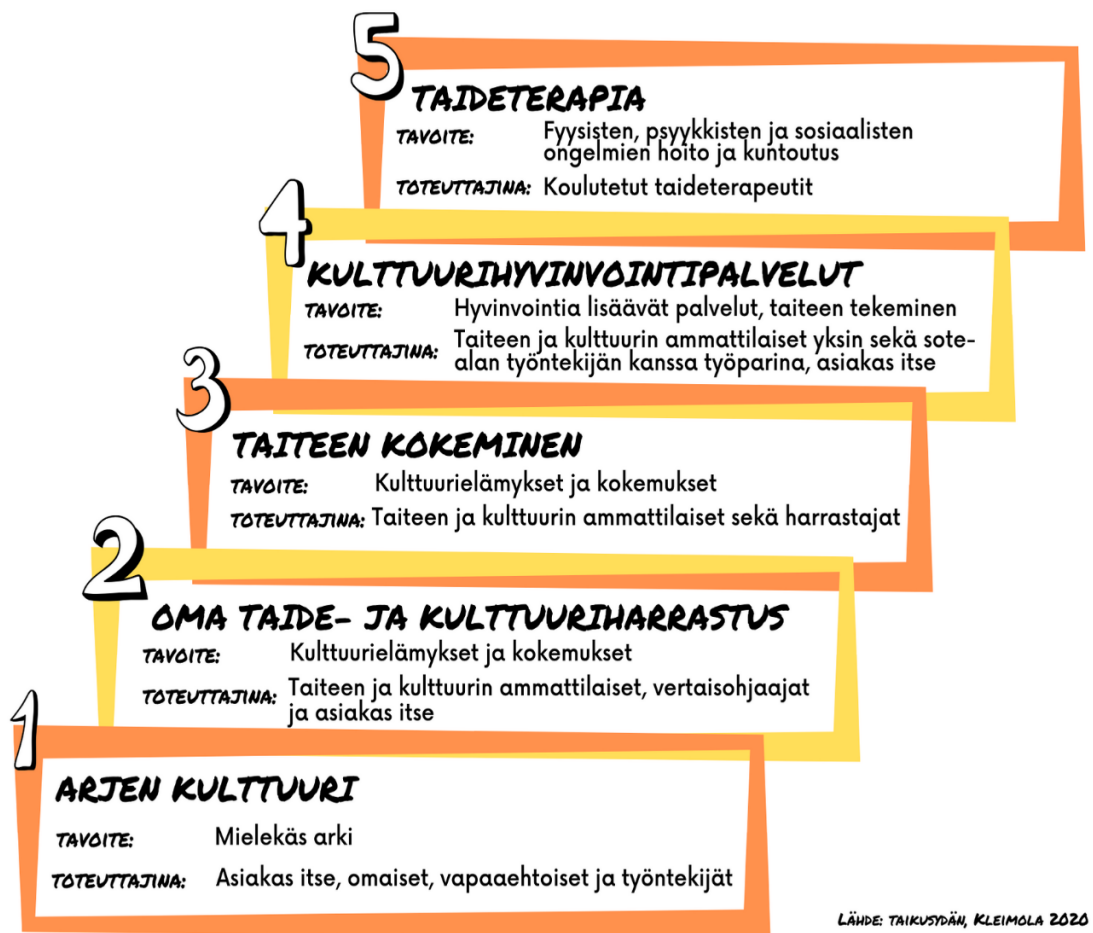 5
TAIDETERAPIA
TAVOITE: Fyysisten, psyykkisten ja sosiaalisten
ongelmien hoito ja kuntoutus
TOTEUTTAJINA: Koulutetut taideterapeutit
4
KULTTUURIHYVINVOINTIPALVELUT
TAVOITE: Hyvinvointia lisäävät palvelut, taiteen tekeminen
TOTEUTTAJINA: Taiteen ja kulttuurin ammattilaiset yksin sekä sote-
alan työntekijän kanssa työparina, asiakas itse
3
TAITEEN KOKEMINEN
TAVOITE: Kulttuurielämykset ja kokemukset
TOTEUTTAJINA: Taiteen ja kulttuurin ammattilaiset sekä harrastajat
2
OMA TAIDE- JA KULTTUURIHARRASTUS
TAVOITE: Kulttuurielämykset ja kokemukset
TOTEUTTAJINA: Taiteen ja kulttuurin ammattilaiset, vertaisohjaajat
ja asiakas itse
1
ARJEN KULTTUURI
TAVOITE: Mielekäs arki
TOTEUTTAJINA: Asiakas itse, omaiset, vapaaehtoiset ja työntekijät
LÄHDE: TAIKUSYDÄN, KLEIMOLA 2020